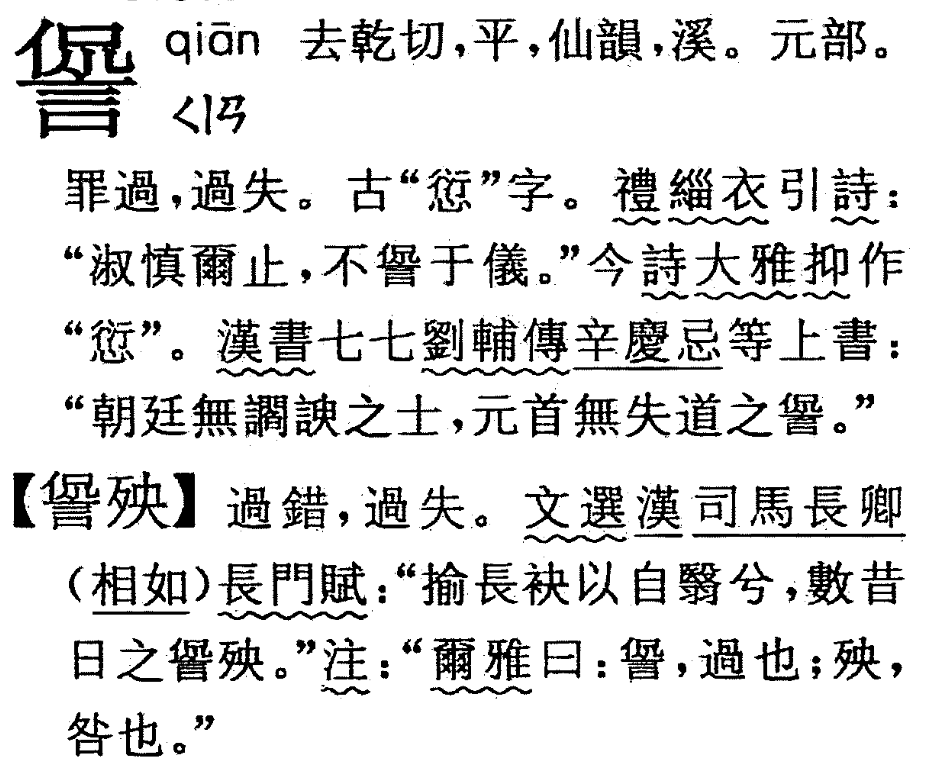 諐 qiān 去乾切，平，仙韻，溪。元部。
ㄑㄧㄢ
罪過，過失。古“愆”字。禮緇衣引詩：
“淑慎爾止，不諐于儀。”今詩大雅抑作
“愆”。漢書七七劉輔傳辛慶忌等上書：
“朝廷無讇諛之士，元首無失道之諐。”
【諐殃】過錯，過失。文選漢司馬長卿
（相如）長門賦：“揄長袂以自翳兮，數昔
日之諐殃。”注：“爾雅曰：諐，過也；殃，
咎也。”